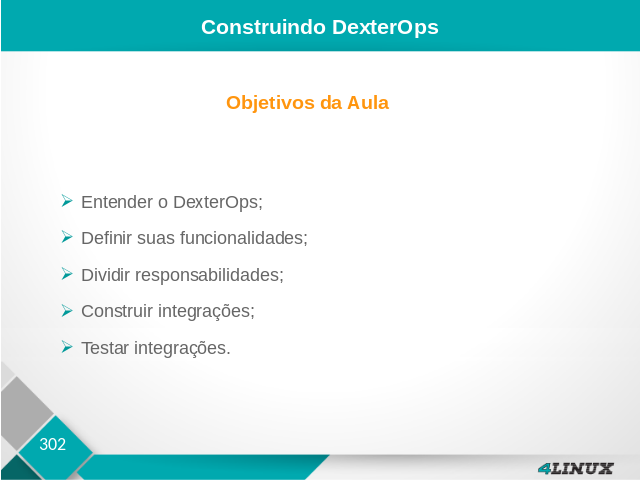 Construindo DexterOps
Objetivos da Aula
Entender o DexterOps;
Definir suas funcionalidades;
Dividir responsabilidades;
Construir integrações;
Testar integrações.
302
4LINUX